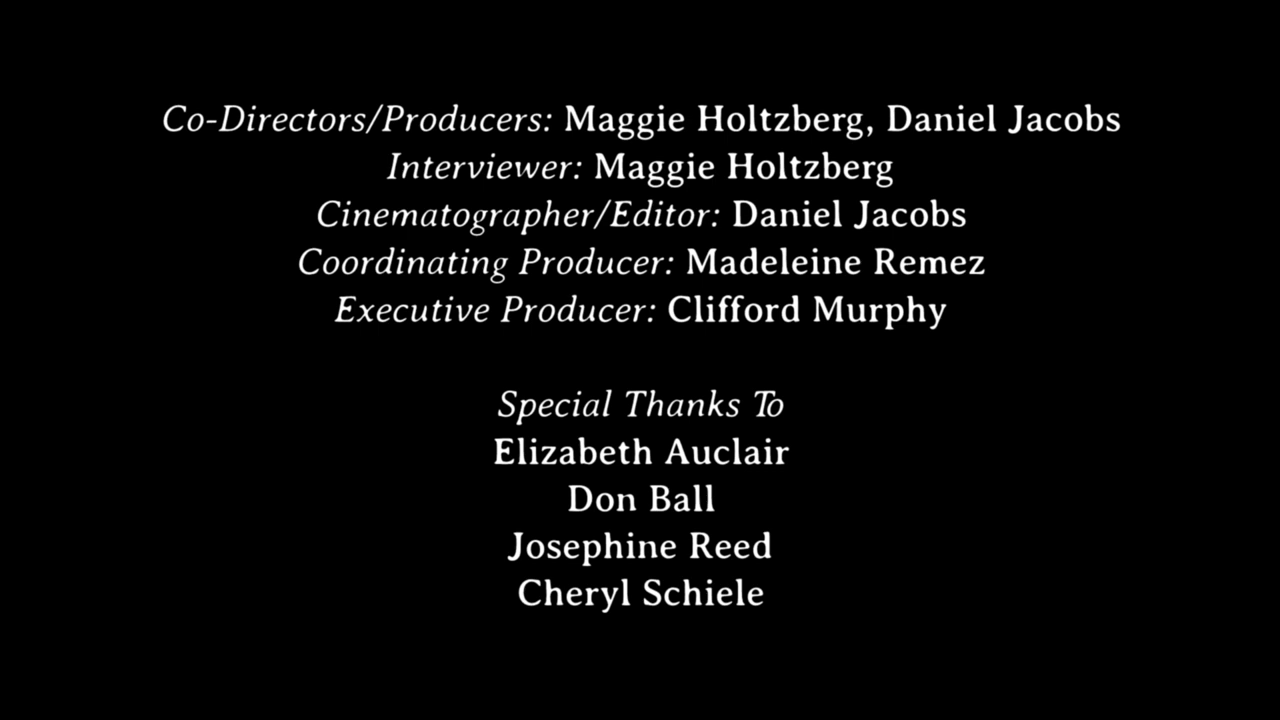 Co-Directors/Producers: Maggie Holtzberg, Daniel Jacobs
Interviewer: Maggie Holtzberg
Cinematographer/Editor: Daniel Jacobs
Coordinating Producer: Madeleine Remez
Executive Producer: Clifford Murphy
Special Thanks To
Elizabeth Auclair
Don Ball
Josephine Reed
Cheryl Schiele